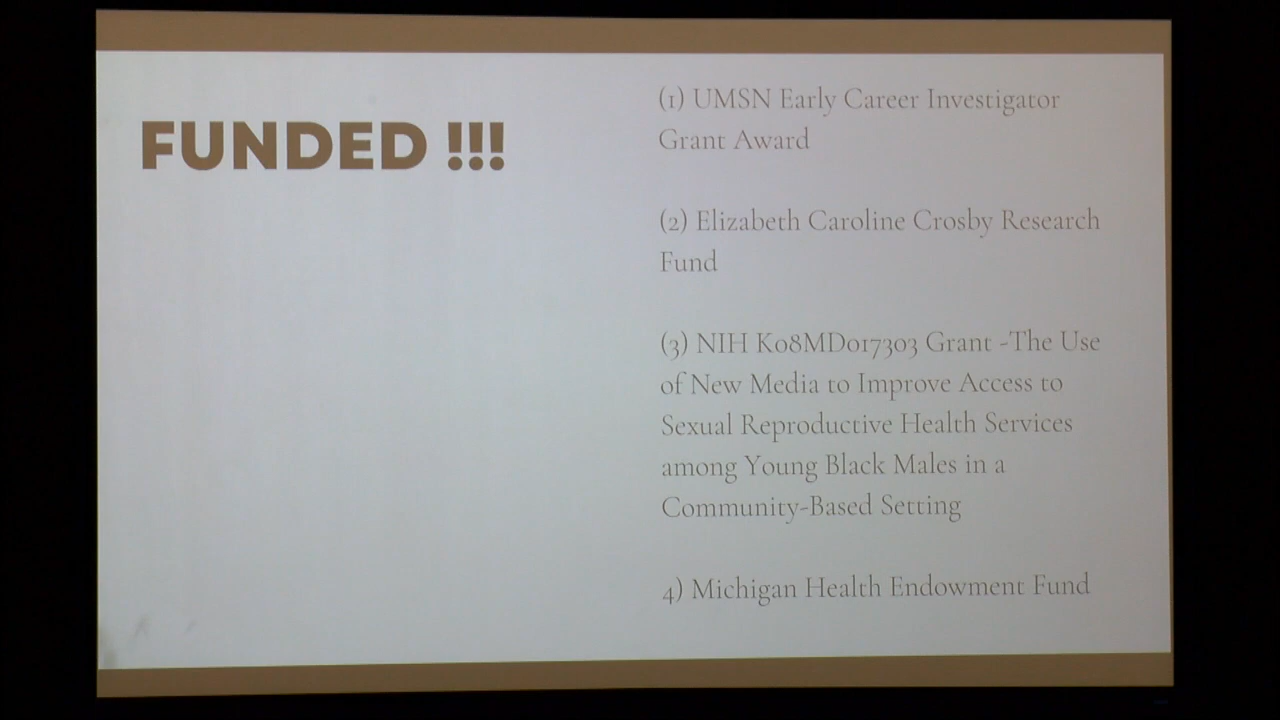 FUNDED !!!
(1) UMSN Early Career Investigator
Grant Award
(2) Elizabeth Caroline Crosby Research
Fund
(3) NIH K08MD017303 Grant -The Use
of New Media to Improve Access to
Sexual Reproductive Health Services
among Young Black Males in a
Community-Based Setting
4) Michigan Health Endowment Fund